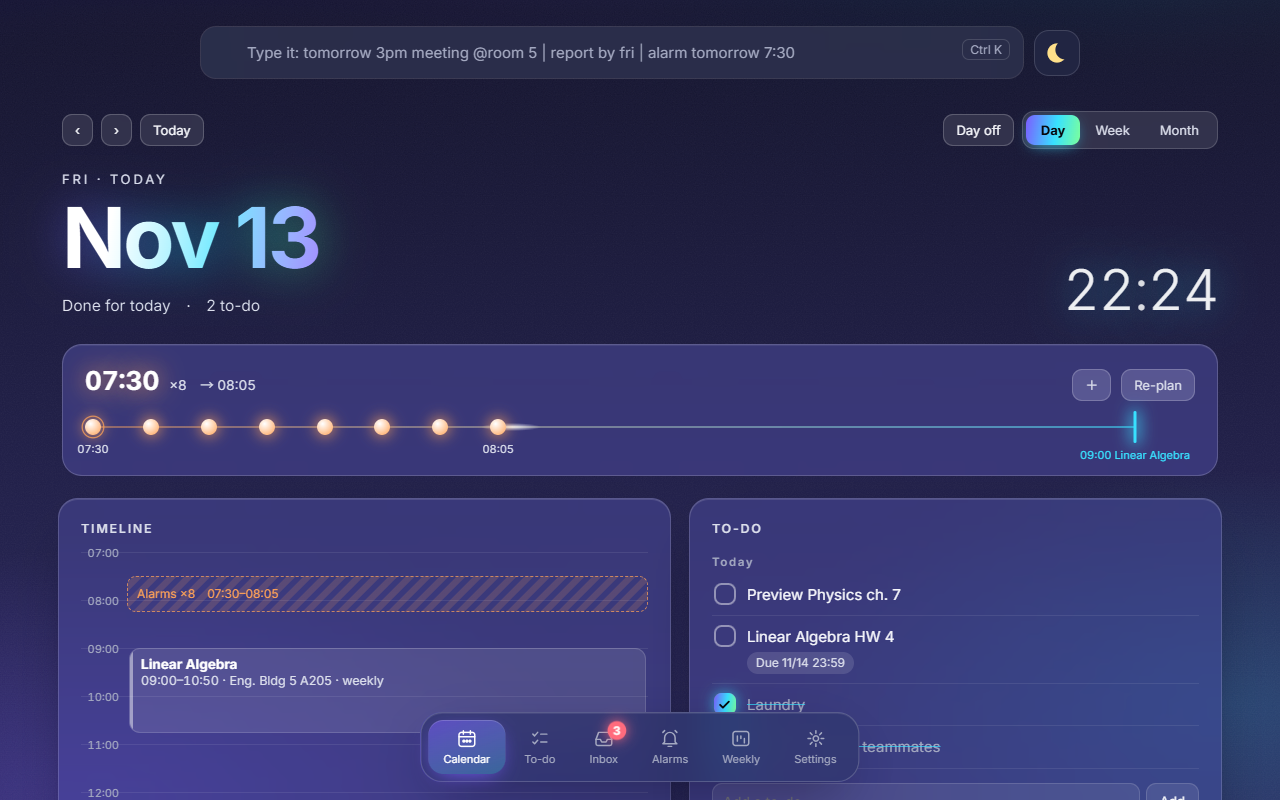 Type it: tomorrow 3pm meeting @room 5 | report by fri | alarm tomorrow 7:30
Ctrl K
‹
›
Today
Day off
Day
Week
Month
FRI · TODAY
Nov 13
Done for today · 2 to-do
22:24
07:30 ×8 → 08:05
+
Re-plan
07:30
08:05
09:00 Linear Algebra
TIMELINE
07:00
Alarms ×8 07:30–08:05
08:00
09:00
Linear Algebra
09:00–10:50 · Eng. Bldg 5 A205 · weekly
10:00
11:00
12:00
TO-DO
Today
Preview Physics ch. 7
Linear Algebra HW 4
Due 11/14 23:59
Laundry
teammates
Add a to-do
Add
Calendar
To-do
3
Inbox
Alarms
Weekly
Settings